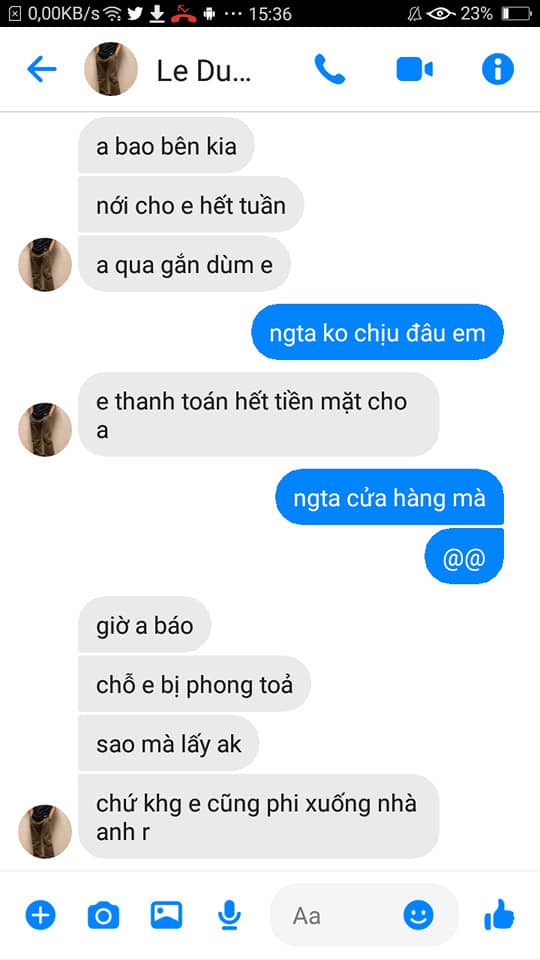 0,00KB/s ... 15:36 23%
Le Du...
a bao bên kia
nới cho e hết tuần
a qua gắn dùm e
ngta ko chịu đâu em
e thanh toán hết tiền mặt cho
a
ngta cửa hàng mà
@@
giờ a báo
chỗ e bị phong toả
sao mà lấy ak
chứ khg e cũng phi xuống nhà
anh r
Aa